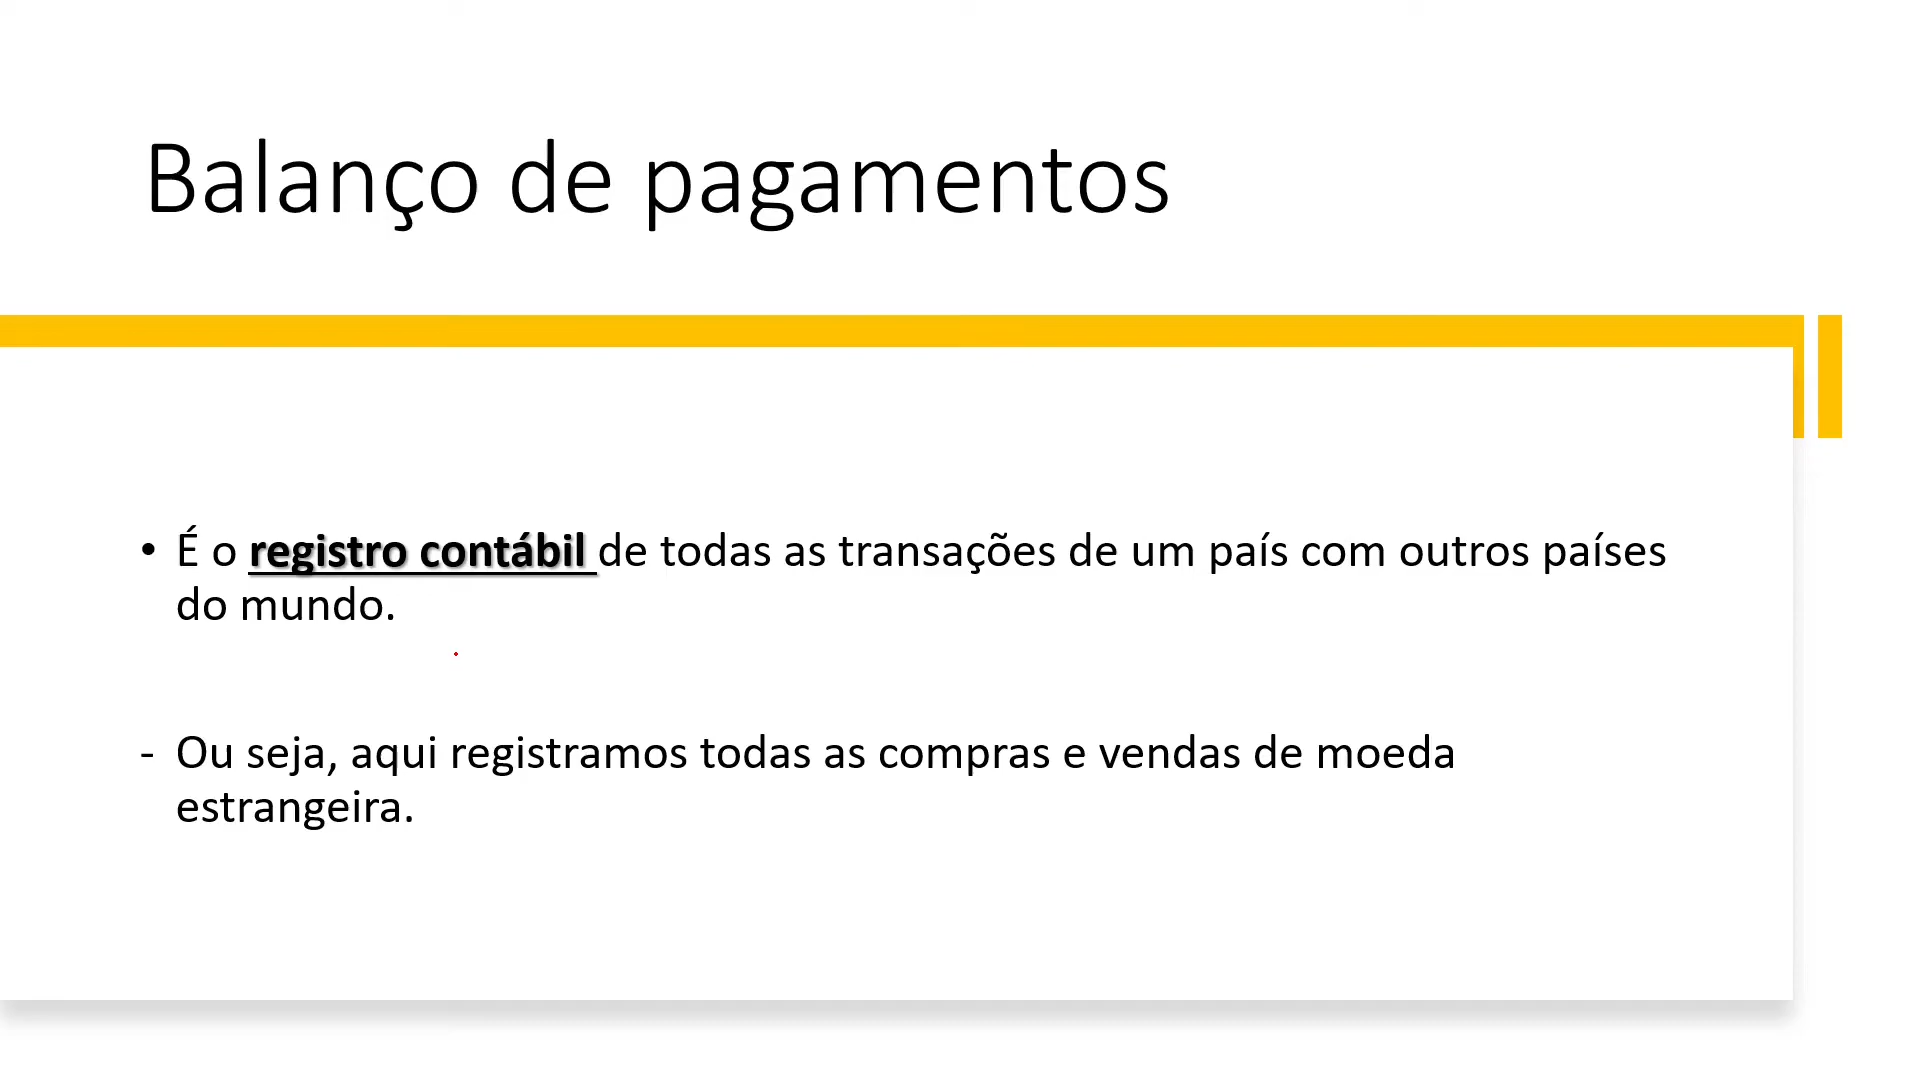 Balanço de pagamentos
• É o registro contábil de todas as transações de um país com outros países
do mundo.
- Ou seja, aqui registramos todas as compras e vendas de moeda
estrangeira.